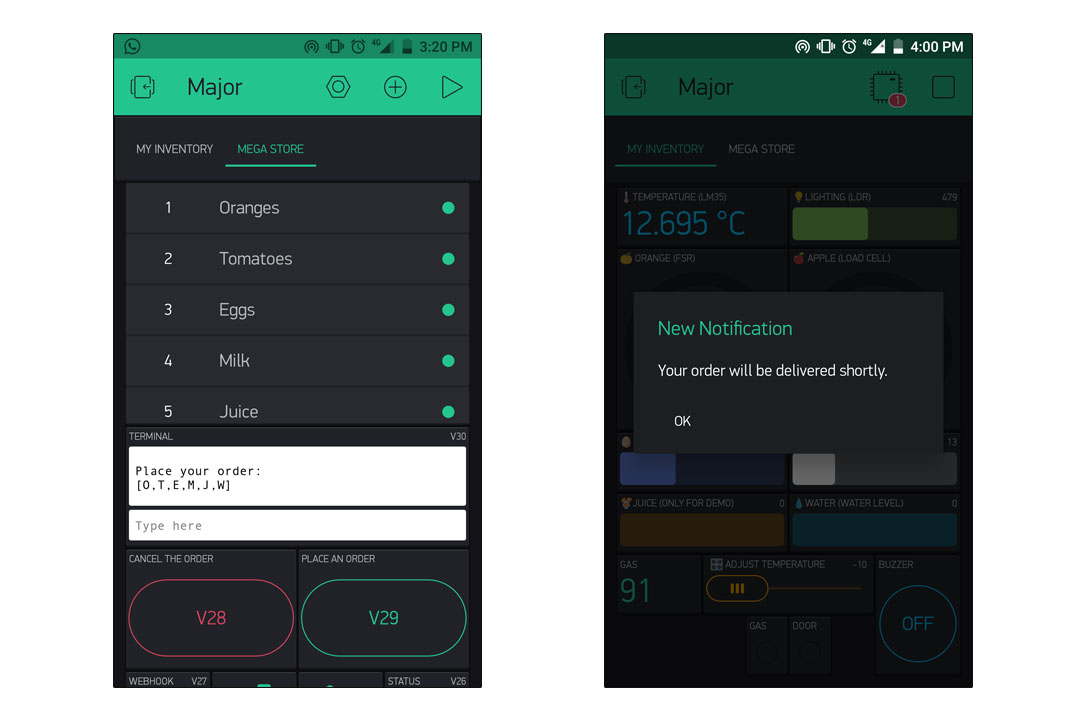 4G 3:20 PM
Major
MY INVENTORY MEGA STORE
1 Oranges
2 Tomatoes
3 Eggs
4 Milk
5 Juice
TERMINAL V30
Place your order:
[O,T,E,M,J,W]
Type here
CANCEL THE ORDER PLACE AN ORDER
V28 V29
WEBHOOK V27 STATUS V26
4G 4:00 PM
Major 1
MY INVENTORY MEGA STORE
TEMPERATURE (LM35) LIGHTING (LDR) 479
12.695 °C
ORANGE (FSR) APPLE (LOAD CELL)
New Notification
Your order will be delivered shortly.
OK
13
JUICE (ONLY FOR DEMO) 0 WATER (WATER LEVEL) 0
GAS ADJUST TEMPERATURE -10 BUZZER
91
OFF
GAS DOOR